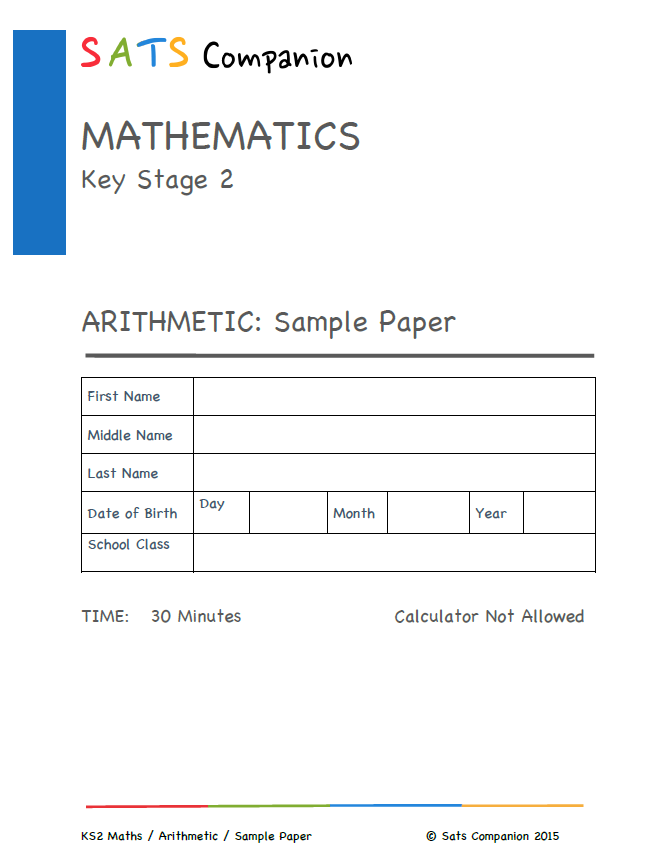 SATS Companion
MATHEMATICS
Key Stage 2
ARITHMETIC: Sample Paper
First Name
Middle Name
Last Name
Date of Birth Day Month Year
School Class
TIME: 30 Minutes Calculator Not Allowed
KS2 Maths / Arithmetic / Sample Paper © Sats Companion 2015